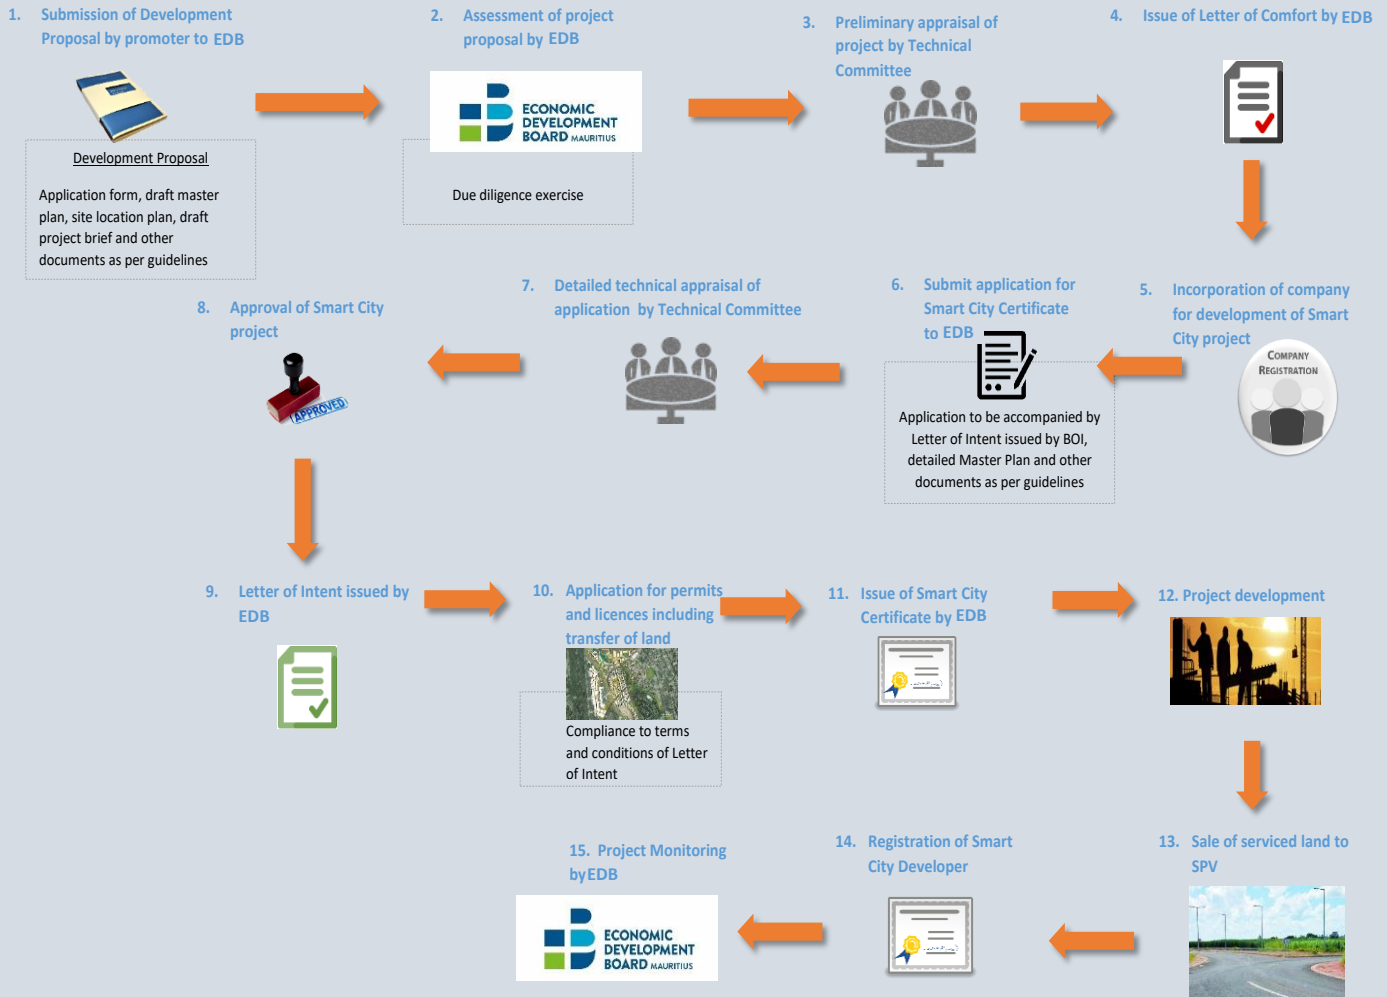 1. Submission of Development
Proposal by promoter to EDB
Development Proposal
Application form, draft master
plan, site location plan, draft
project brief and other
documents as per guidelines
2. Assessment of project
proposal by EDB
ECONOMIC
DEVELOPMENT
BOARD MAURITIUS
Due diligence exercise
3. Preliminary appraisal of
project by Technical
Committee
4. Issue of Letter of Comfort by EDB
5. Incorporation of company
for development of Smart
City project
COMPANY
REGISTRATION
6. Submit application for
Smart City Certificate
to EDB
Application to be accompanied by
Letter of Intent issued by BOI,
detailed Master Plan and other
documents as per guidelines
7. Detailed technical appraisal of
application by Technical Committee
8. Approval of Smart City
project
APPROVED
9. Letter of Intent issued by
EDB
10. Application for permits
and licences including
transfer of land
Compliance to terms
and conditions of Letter
of Intent
11. Issue of Smart City
Certificate by EDB
12. Project development
13. Sale of serviced land to
SPV
14. Registration of Smart
City Developer
15. Project Monitoring
by EDB
ECONOMIC
DEVELOPMENT
BOARD MAURITIUS